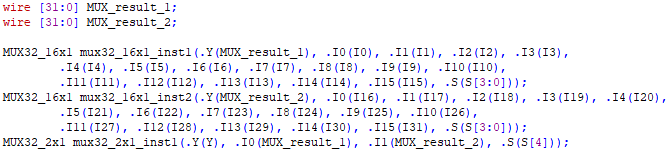 wire [31:0] MUX_result_1;
wire [31:0] MUX_result_2;
MUX32_16x1 mux32_16x1_inst1(.Y(MUX_result_1), .I0(I0), .I1(I1), .I2(I2), .I3(I3),
.I4(I4), .I5(I5), .I6(I6), .I7(I7), .I8(I8), .I9(I9), .I10(I10),
.I11(I11), .I12(I12), .I13(I13), .I14(I14), .I15(I15), .S(S[3:0]));
MUX32_16x1 mux32_16x1_inst2(.Y(MUX_result_2), .I0(I16), .I1(I17), .I2(I18), .I3(I19), .I4(I20),
.I5(I21), .I6(I22), .I7(I23), .I8(I24), .I9(I25), .I10(I26),
.I11(I27), .I12(I28), .I13(I29), .I14(I30), .I15(I31), .S(S[3:0]));
MUX32_2x1 mux32_2x1_inst1(.Y(Y), .I0(MUX_result_1), .I1(MUX_result_2), .S(S[4]));